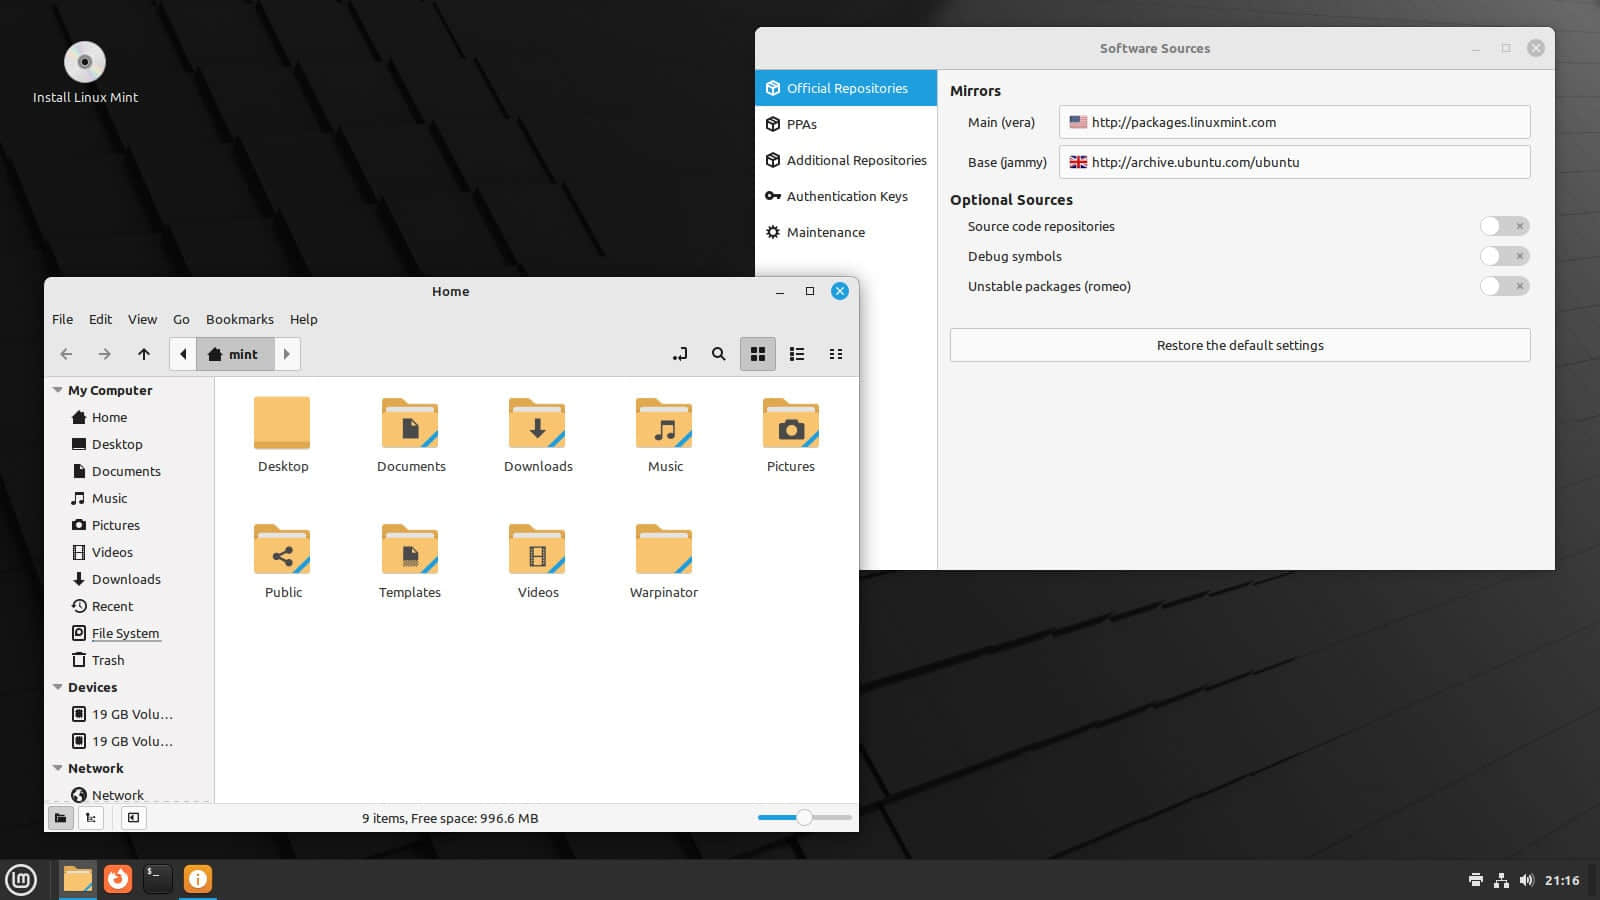 Install Linux Mint
Software Sources
Official Repositories
PPAs
Additional Repositories
Authentication Keys
Maintenance
Mirrors
Main (vera)
http://packages.linuxmint.com
Base (jammy)
http://archive.ubuntu.com/ubuntu
Optional Sources
Source code repositories
Debug symbols
Unstable packages (romeo)
Restore the default settings
Home
File Edit View Go Bookmarks Help
mint
My Computer
Home
Desktop
Documents
Music
Pictures
Videos
Downloads
Recent
File System
Trash
Devices
19 GB Volu…
19 GB Volu…
Network
Network
Desktop
Documents
Downloads
Music
Pictures
Public
Templates
Videos
Warpinator
9 items, Free space: 996.6 MB
21:16